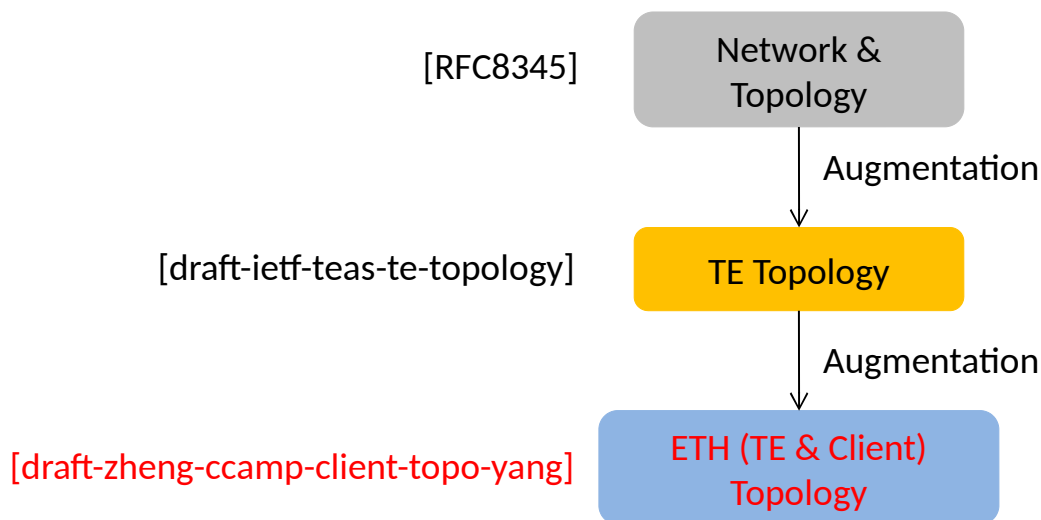 [RFC8345]
Network &
Topology
Augmentation
[draft-ietf-teas-te-topology]
TE Topology
Augmentation
[draft-zheng-ccamp-client-topo-yang]
ETH (TE & Client)
Topology